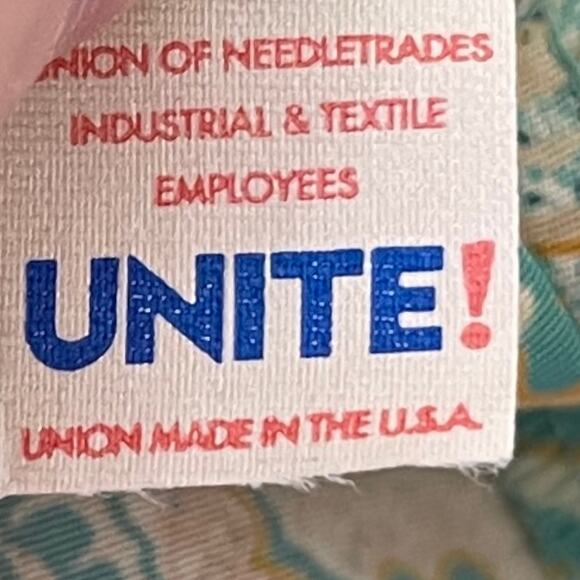 UNION OF NEEDLETRADES
INDUSTRIAL & TEXTILE
EMPLOYEES
UNITE!
UNION MADE IN THE U.S.A.